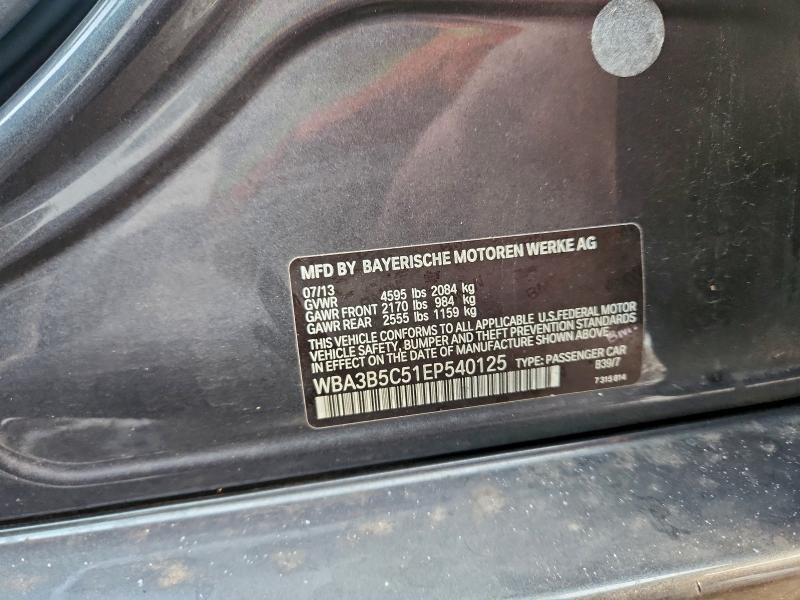 MFD BY BAYERISCHE MOTOREN WERKE AG
07/13
GVWR 4595 lbs 2084 kg
GAWR FRONT 2170 lbs 984 kg
GAWR REAR 2555 lbs 1159 kg
THIS VEHICLE CONFORMS TO ALL APPLICABLE U.S.FEDERAL MOTOR
VEHICLE SAFETY, BUMPER AND THEFT PREVENTION STANDARDS
IN EFFECT ON THE DATE OF MANUFACTURE SHOWN ABOVE.
WBA3B5C51EP540125 TYPE: PASSENGER CAR
B39/7
7 315 814